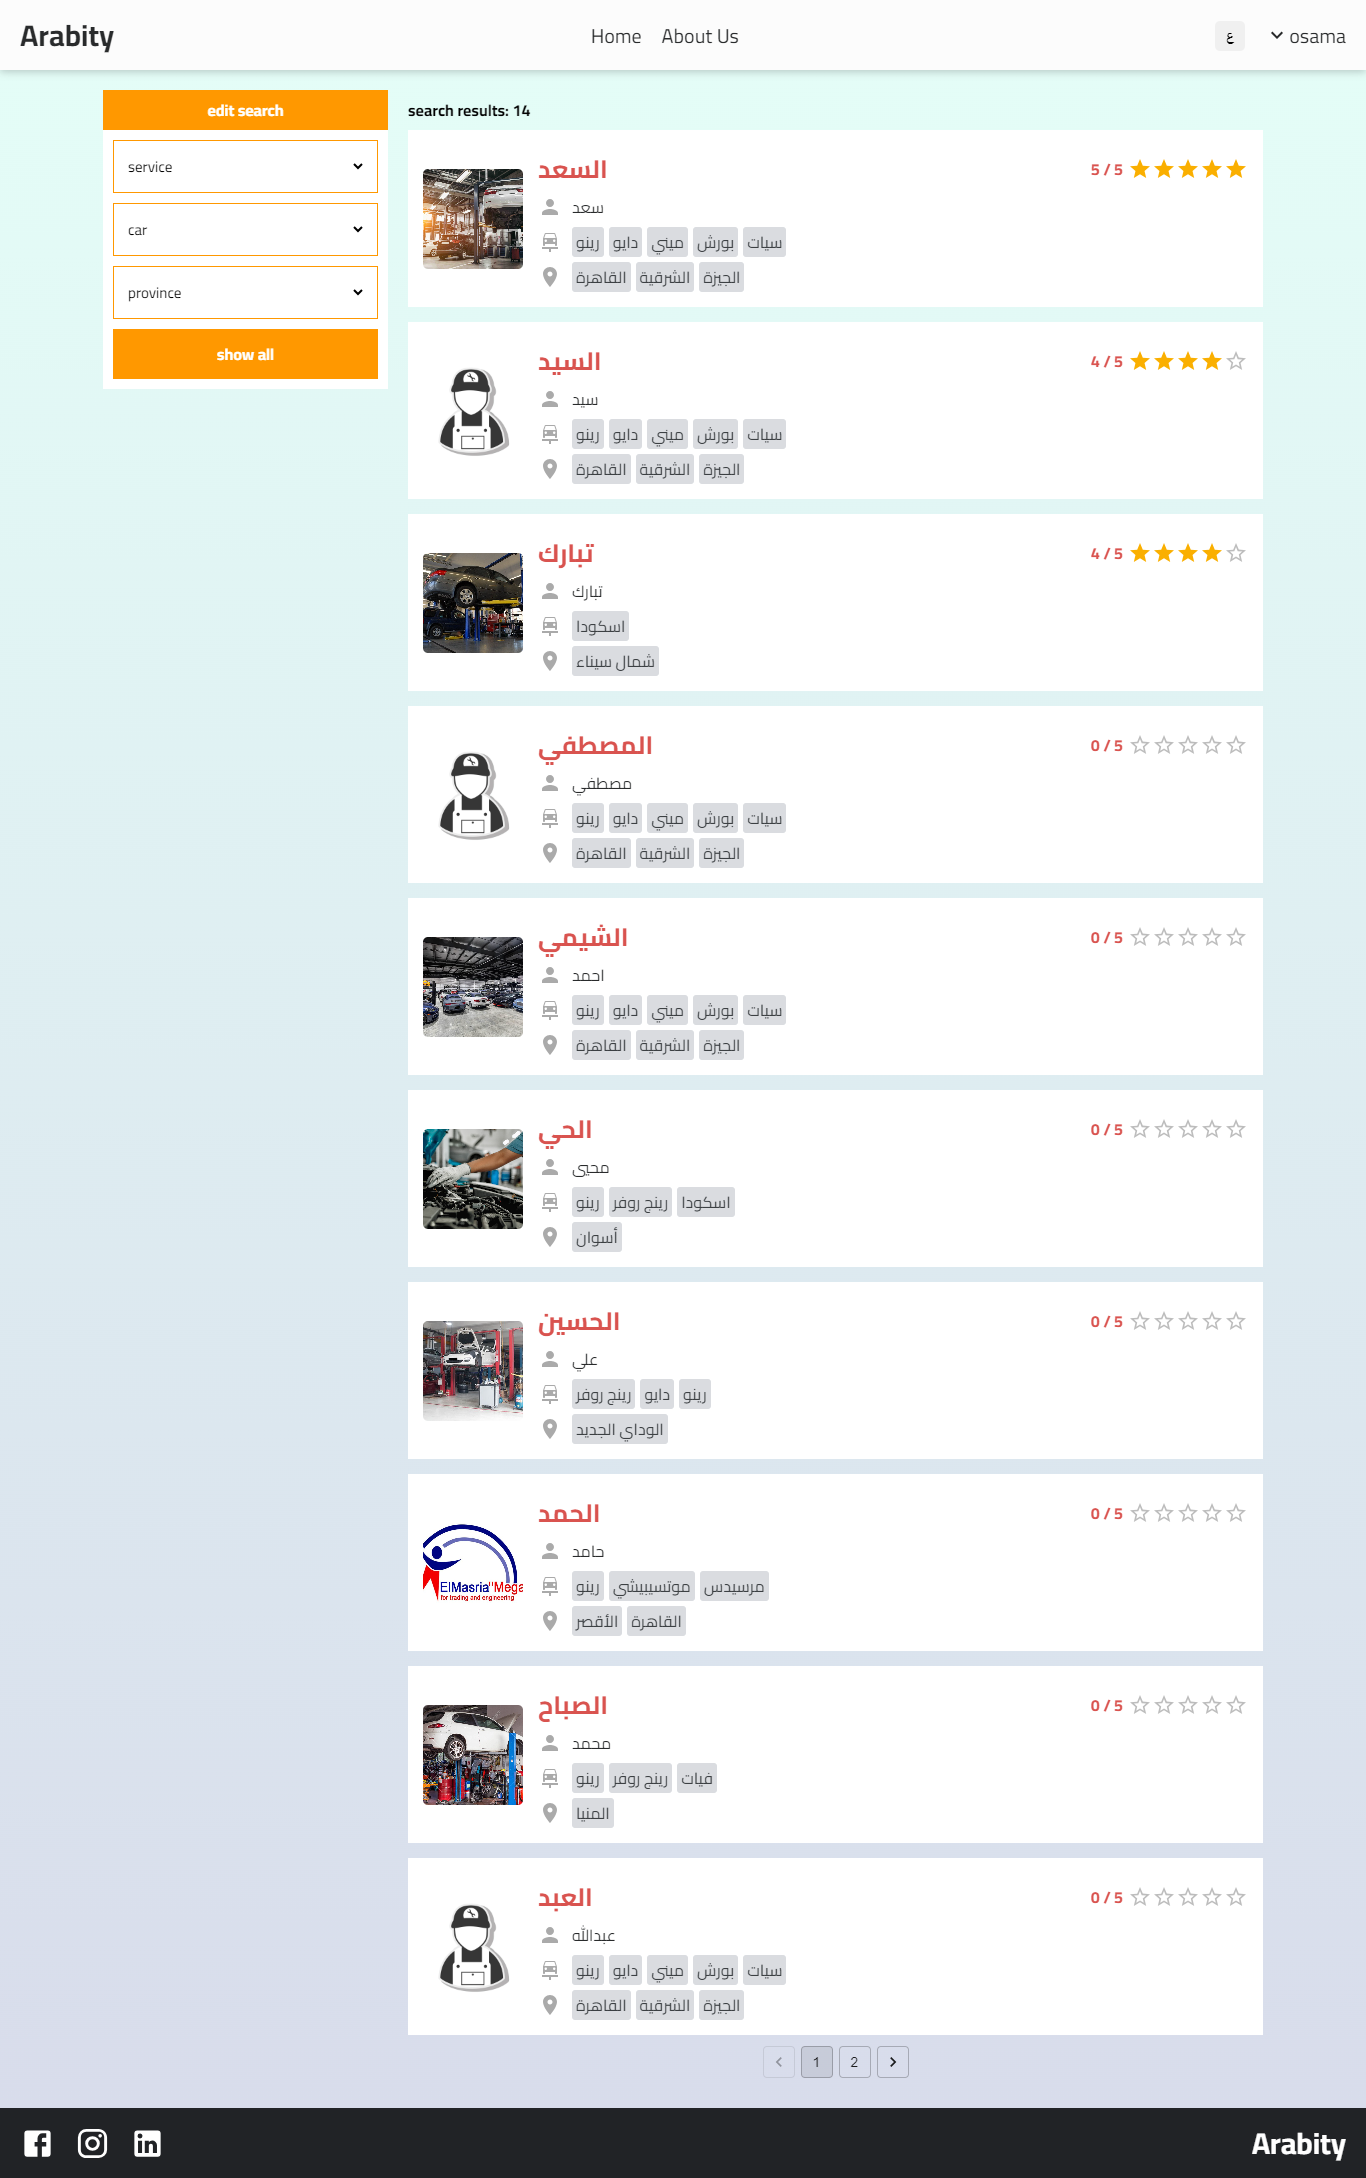 Arabity Home About Us ع osama
edit search
service
car
province
show all
search results: 14
السعد 5 / 5
سعد
رينو دايو ميني بورش سيات
القاهرة الشرقية الجيزة
السيد 4 / 5
سيد
رينو دايو ميني بورش سيات
القاهرة الشرقية الجيزة
تبارك 4 / 5
تبارك
اسكودا
شمال سيناء
المصطفي 0 / 5
مصطفي
رينو دايو ميني بورش سيات
القاهرة الشرقية الجيزة
الشيمي 0 / 5
احمد
رينو دايو ميني بورش سيات
القاهرة الشرقية الجيزة
الحي 0 / 5
محيى
رينو رينج روفر اسكودا
أسوان
الحسين 0 / 5
علي
رينج روفر دايو رينو
الوداي الجديد
الحمد 0 / 5
حامد
ElMasria"Mega
for trading and engineering
رينو موتسيبيشي مرسيدس
الأقصر القاهرة
الصباح 0 / 5
محمد
رينو رينج روفر فيات
المنيا
العبد 0 / 5
عبدالله
رينو دايو ميني بورش سيات
القاهرة الشرقية الجيزة
1 2
Arabity